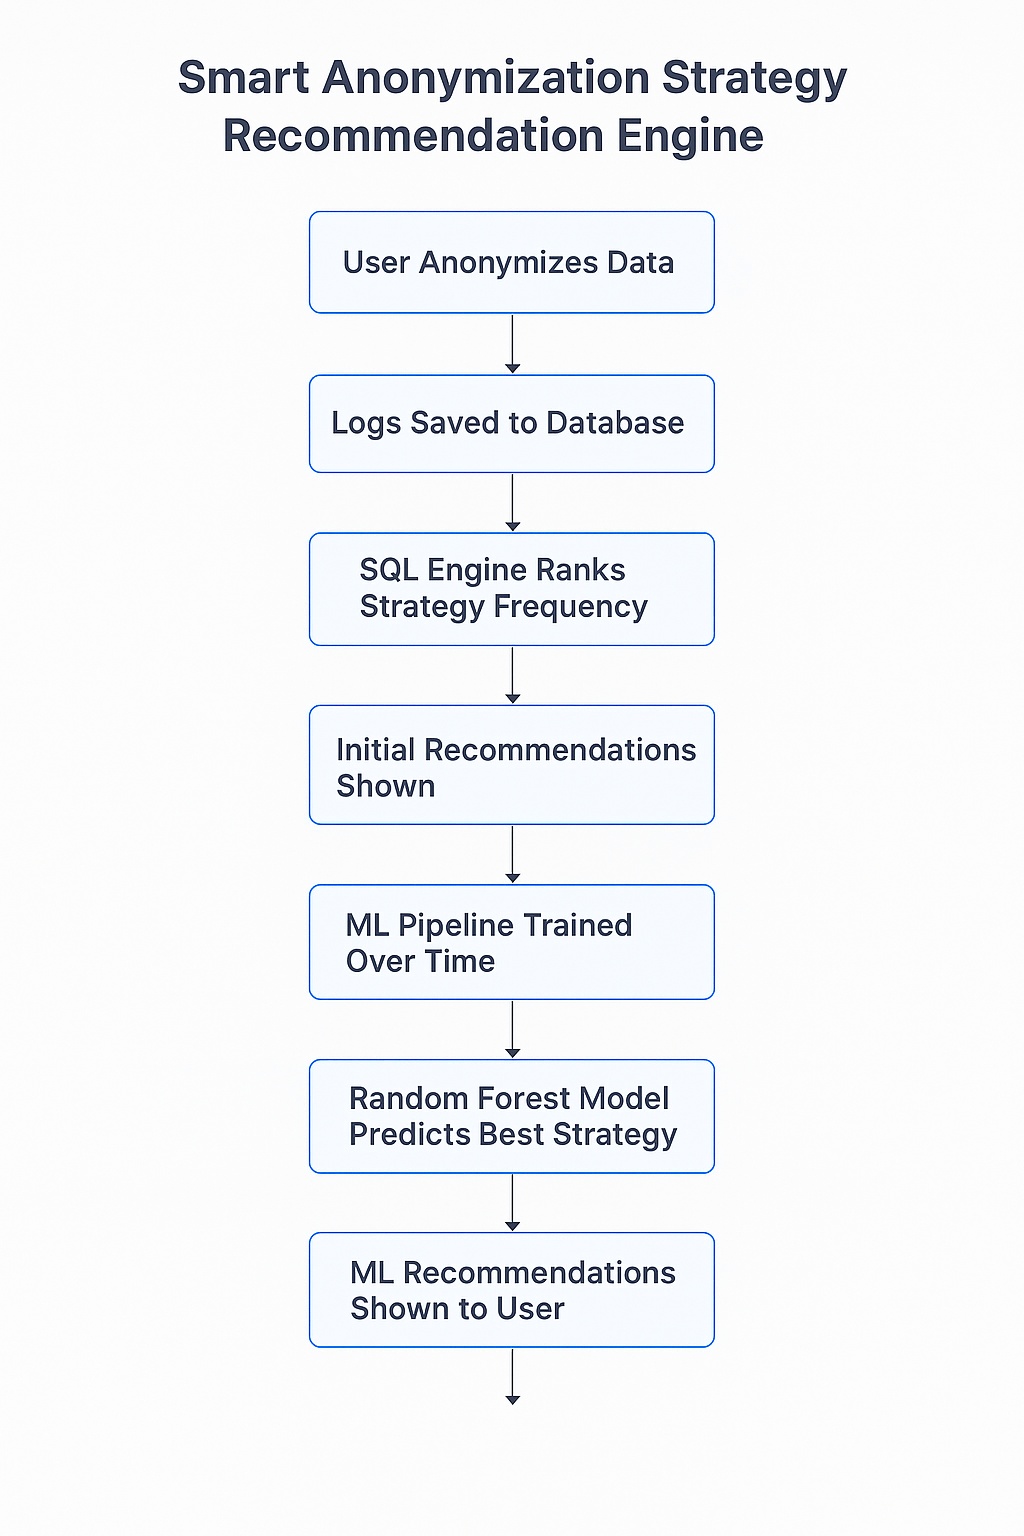 Smart Anonymization Strategy
Recommendation Engine
User Anonymizes Data
Logs Saved to Database
SQL Engine Ranks
Strategy Frequency
Initial Recommendations
Shown
ML Pipeline Trained
Over Time
Random Forest Model
Predicts Best Strategy
ML Recommendations
Shown to User